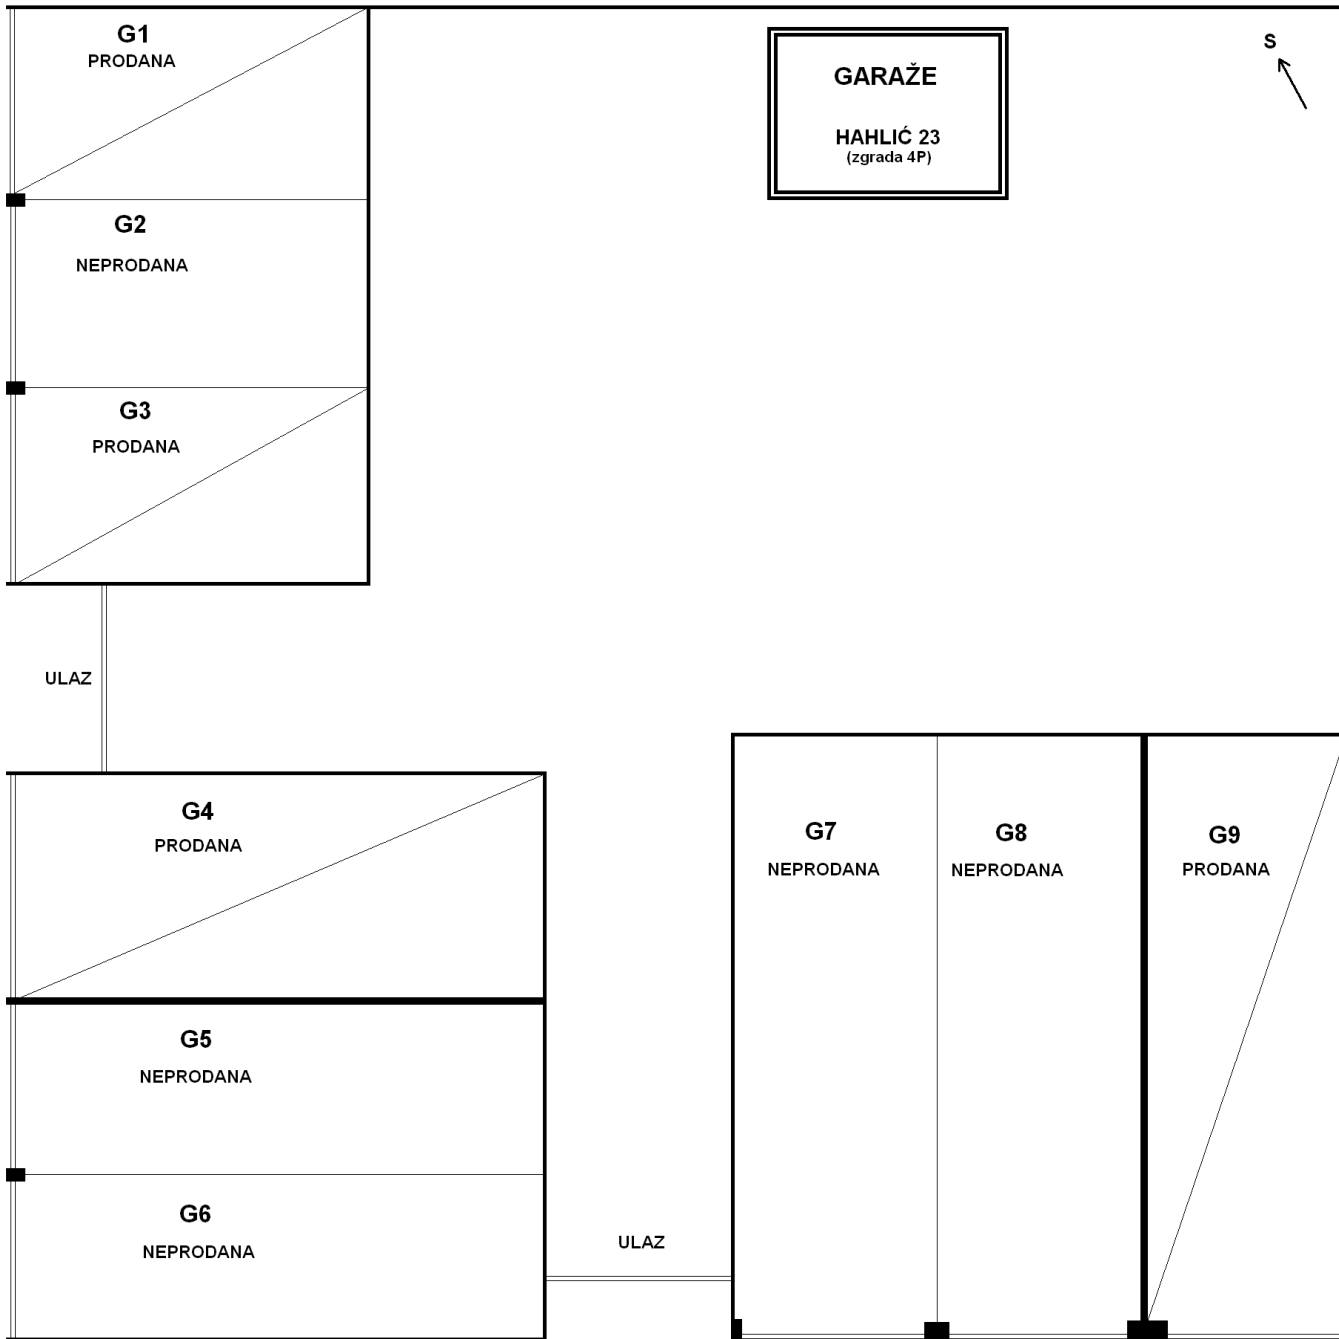 G1
PRODANA
GARAŽE
HAHLIĆ 23
(zgrada 4P)
S
G2
NEPRODANA
G3
PRODANA
ULAZ
G4
PRODANA
G5
NEPRODANA
G6
NEPRODANA
ULAZ
G7
NEPRODANA
G8
NEPRODANA
G9
PRODANA